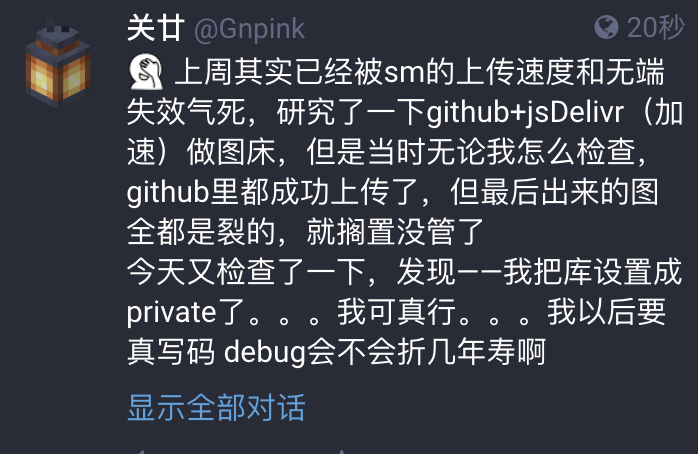 关廿 @Gnpink 20秒
上周其实已经被sm的上传速度和无端
失效气死，研究了一下github+jsDelivr（加
速）做图床，但是当时无论我怎么检查，
github里都成功上传了，但最后出来的图
全都是裂的，就搁置没管了
今天又检查了一下，发现——我把库设置成
private了。。。我可真行。。。我以后要
真写码 debug会不会折几年寿啊
显示全部对话